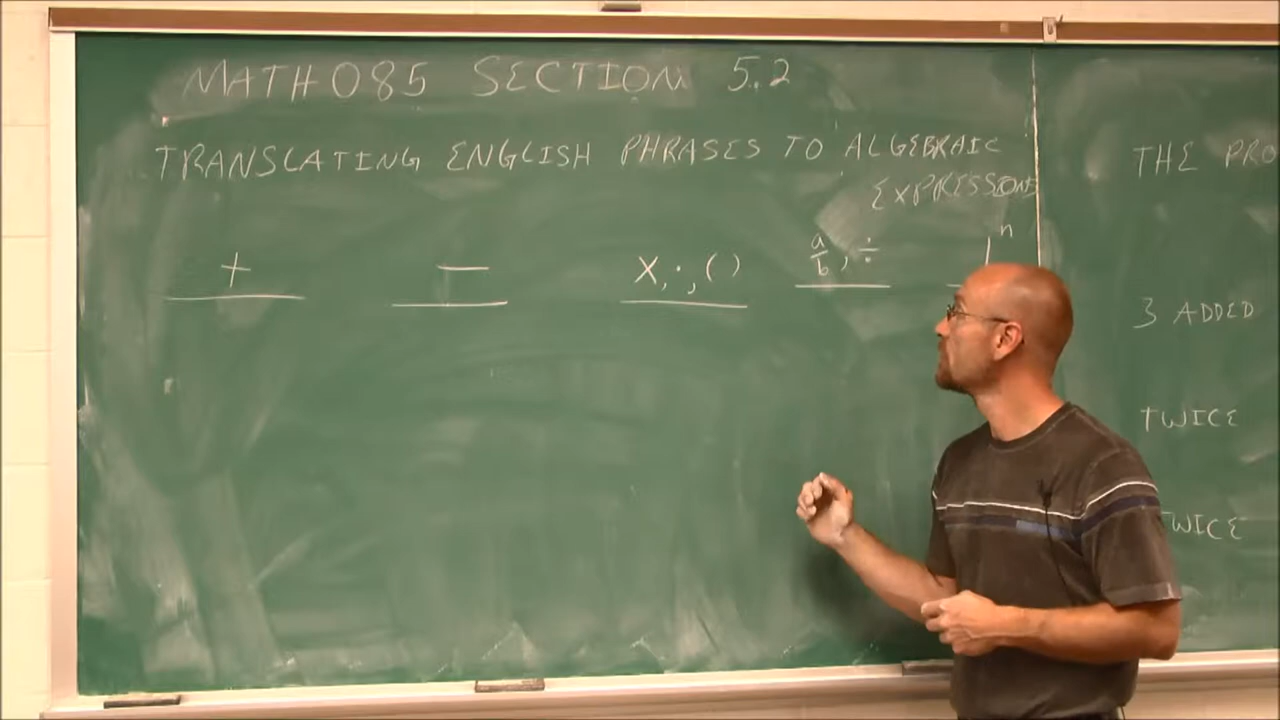 MATH 085 SECTION 5.2
TRANSLATING ENGLISH PHRASES TO ALGEBRAIC
EXPRESSIONS
+ − X, ·, ( ) a/b, ÷ n
THE PRO
3 ADDED
TWICE
TWICE